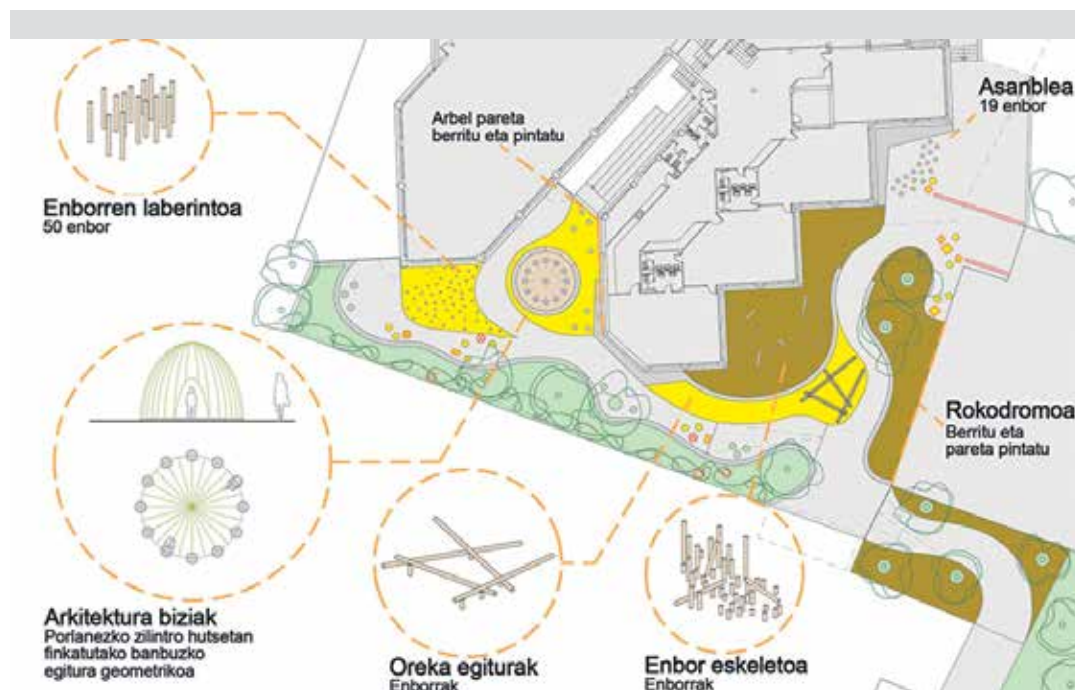 Asanblea
19 enbor
Arbel pareta
berritu eta pintatu
Enborren laberintoa
50 enbor
Rokodromoa
Berritu eta
pareta pintatu
Arkitektura biziak
Porlanezko zilintro hutsetan
finkatutako banbuzko
egitura geometrikoa
Oreka egiturak
Enborrak
Enbor eskeletoa
Enborrak